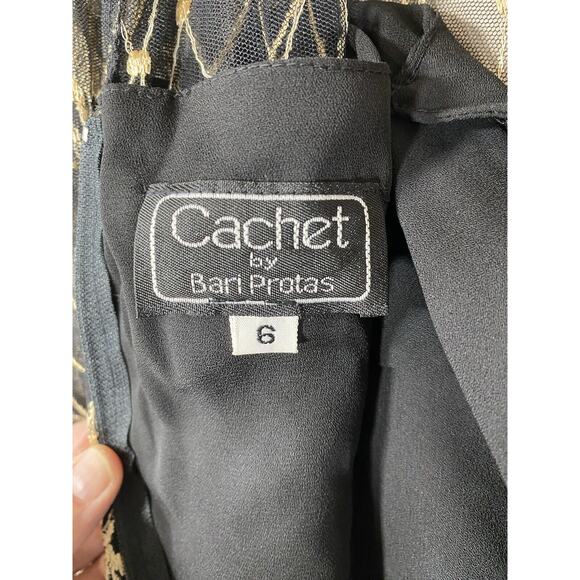 Cachet
by
Bari Protas
6